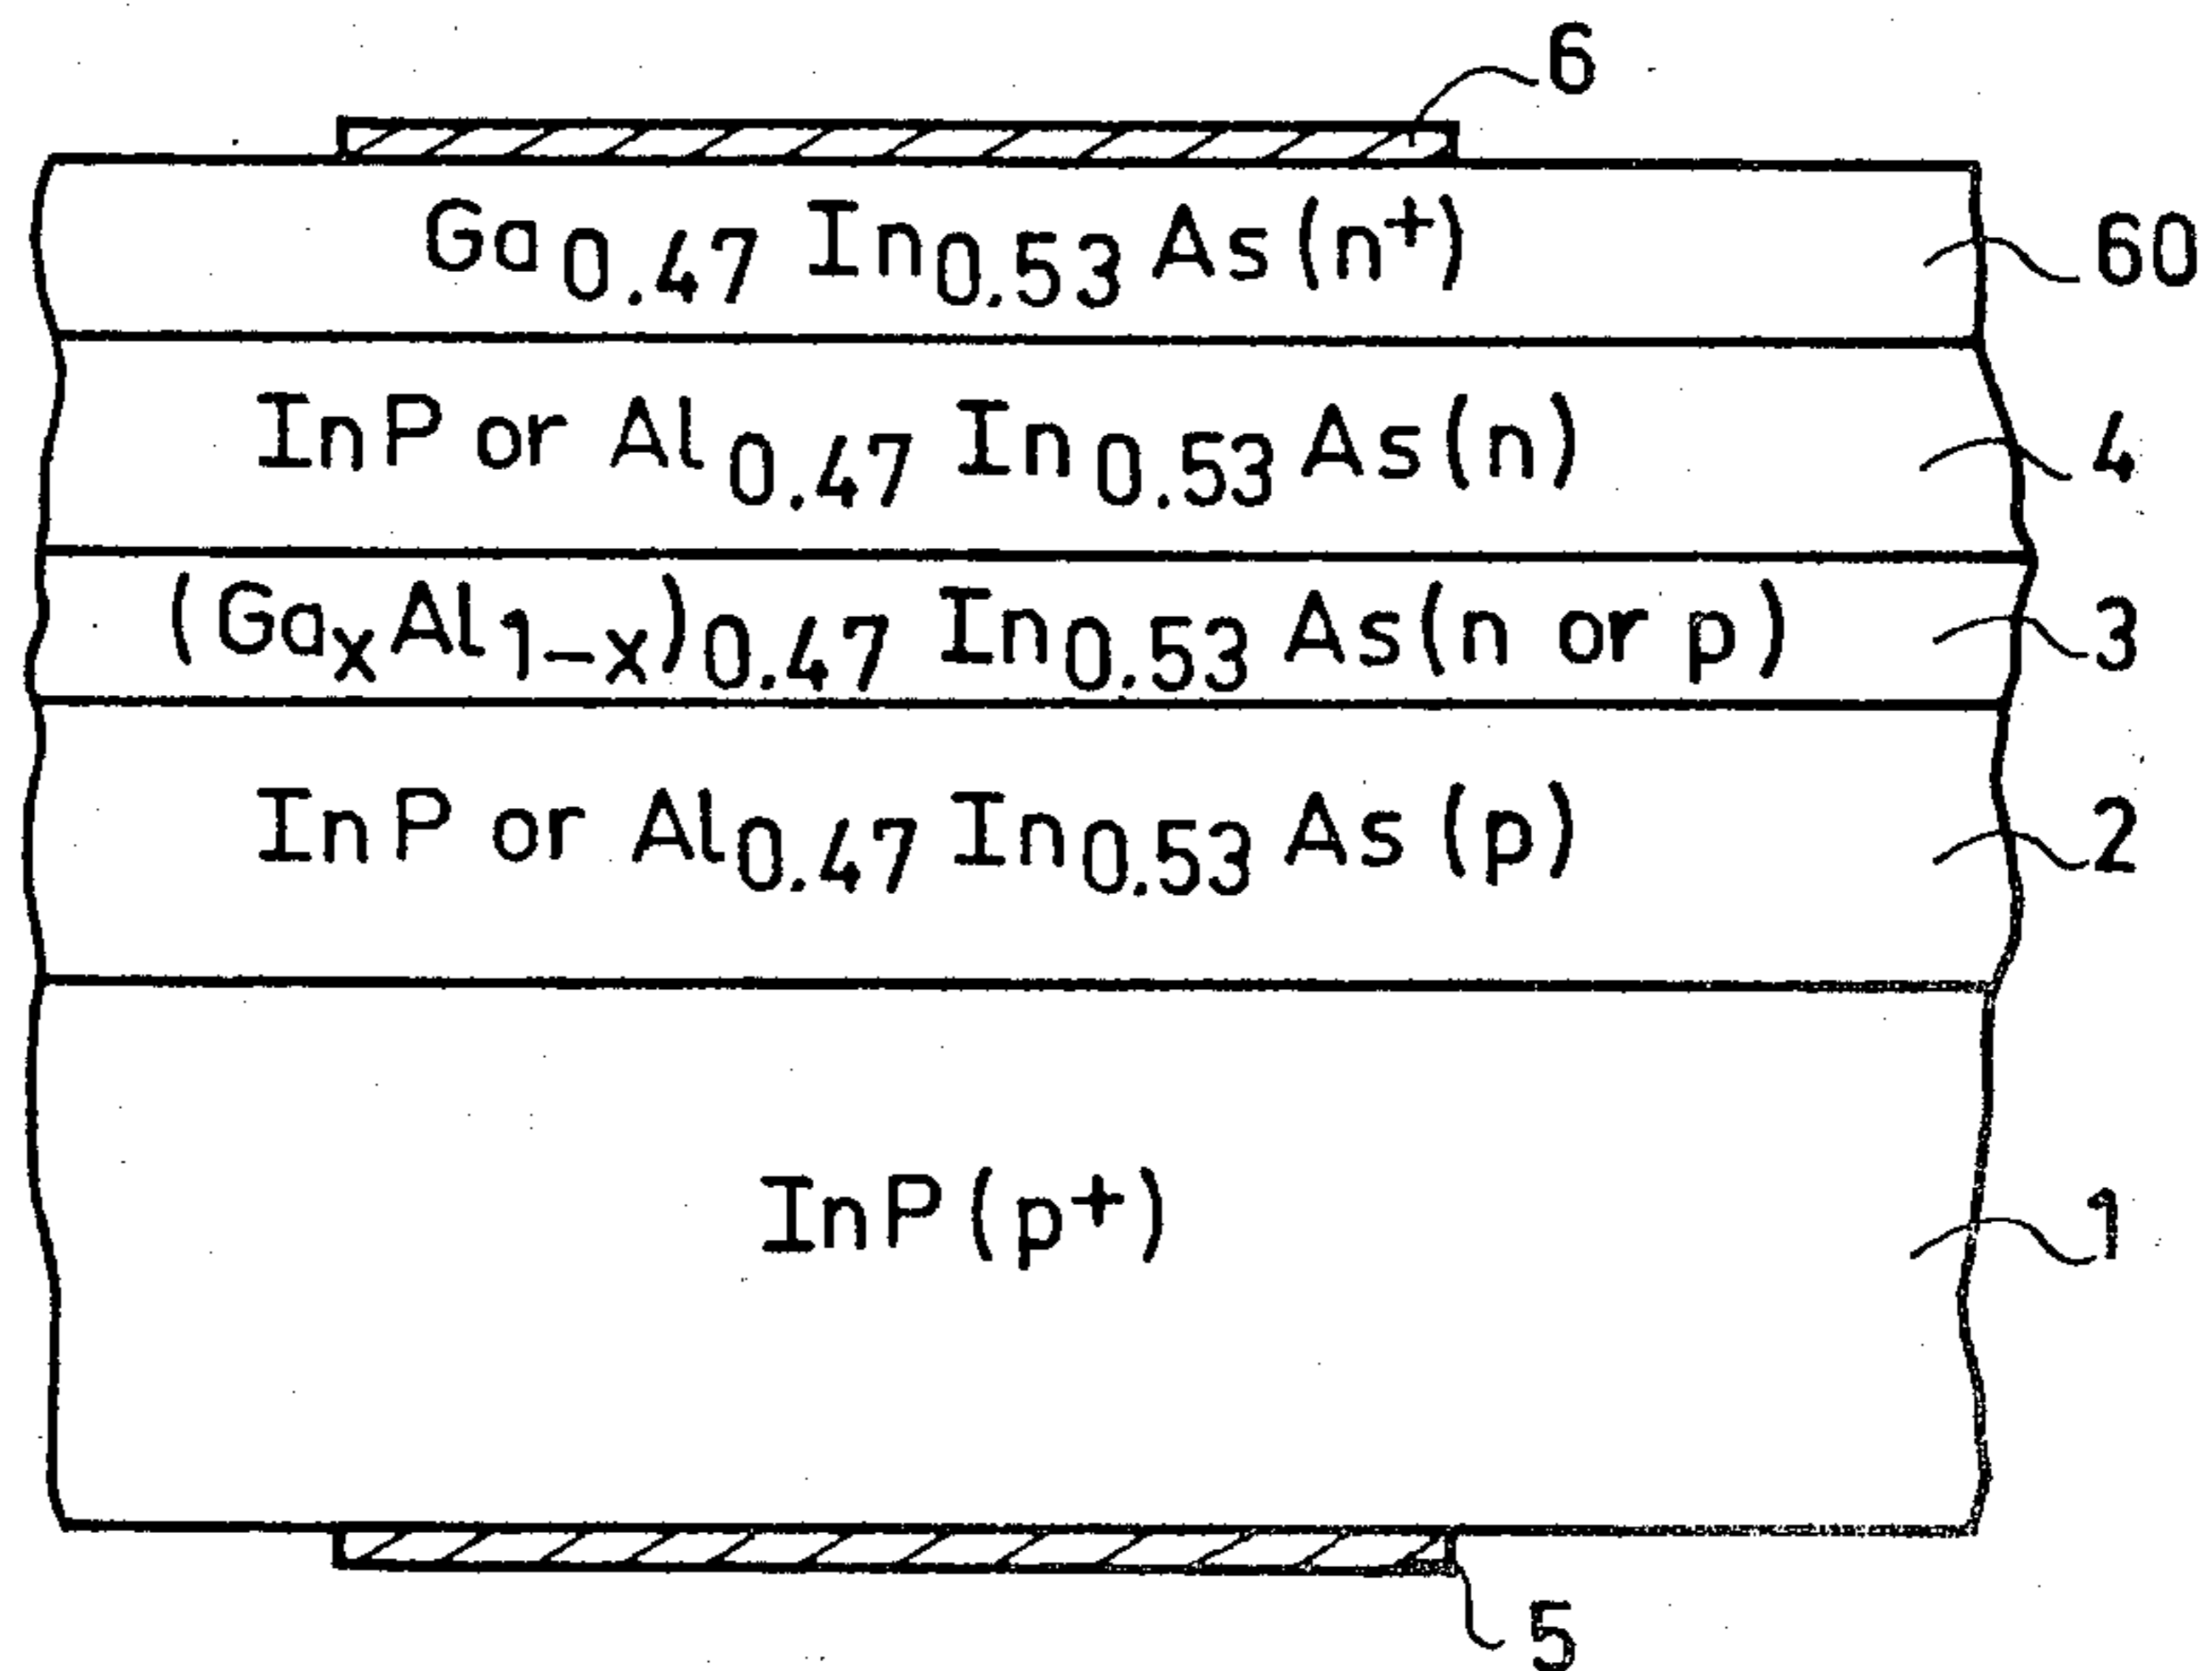 6
Ga0.47 In0.53 As (n+) 60
InP or Al0.47 In0.53 As (n) 4
(GaxAl1-x)0.47 In0.53 As (n or p) 3
InP or Al0.47 In0.53 As (p) 2
InP (p+) 1
5